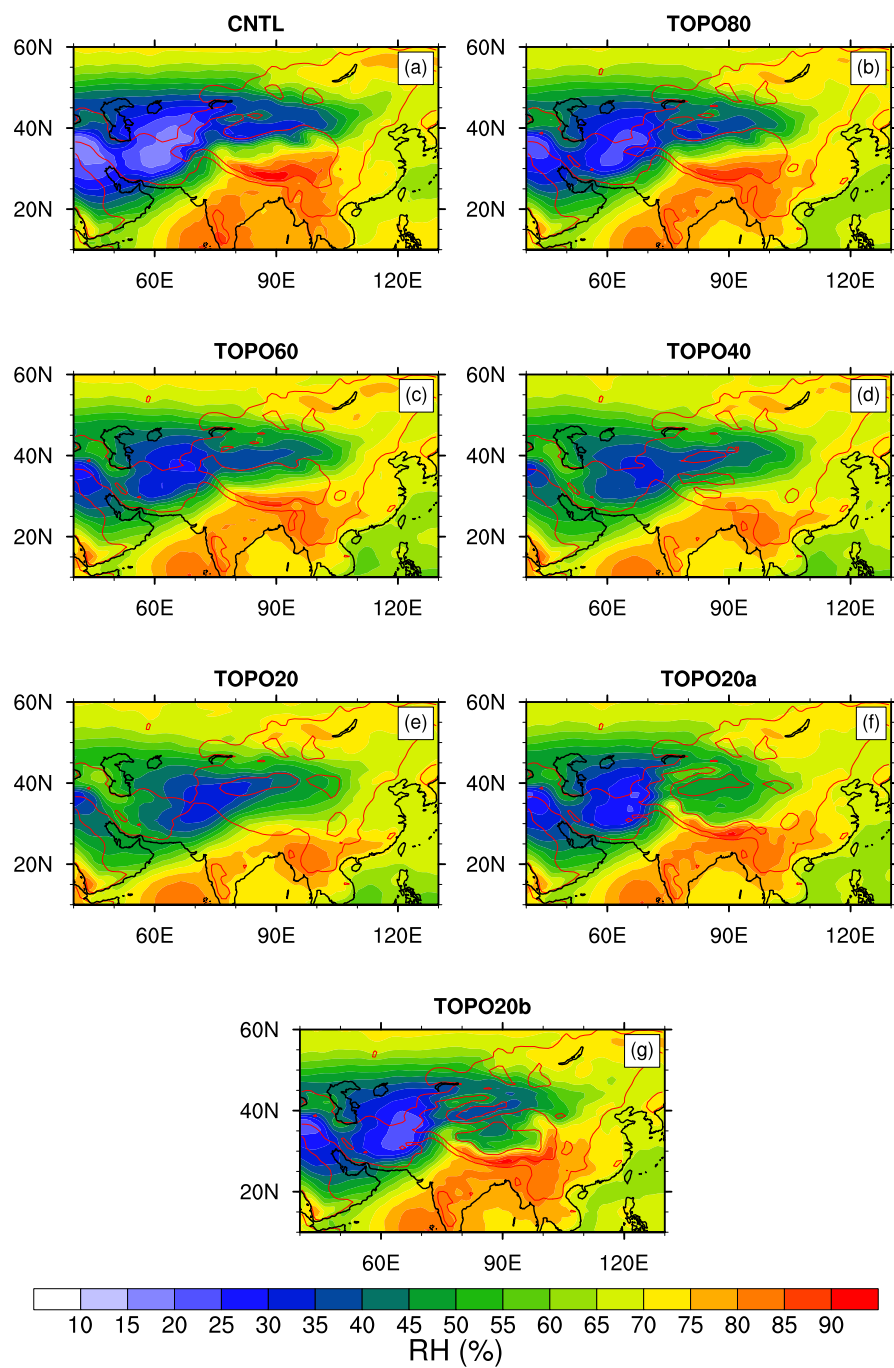 CNTL TOPO80
60N (a) 60N (b)
40N 40N
20N 20N
60E 90E 120E 60E 90E 120E
TOPO60 TOPO40
60N (c) 60N (d)
40N 40N
20N 20N
60E 90E 120E 60E 90E 120E
TOPO20 TOPO20a
60N (e) 60N (f)
40N 40N
20N 20N
60E 90E 120E 60E 90E 120E
TOPO20b
60N (g)
40N
20N
60E 90E 120E
10 15 20 25 30 35 40 45 50 55 60 65 70 75 80 85 90
RH (%)